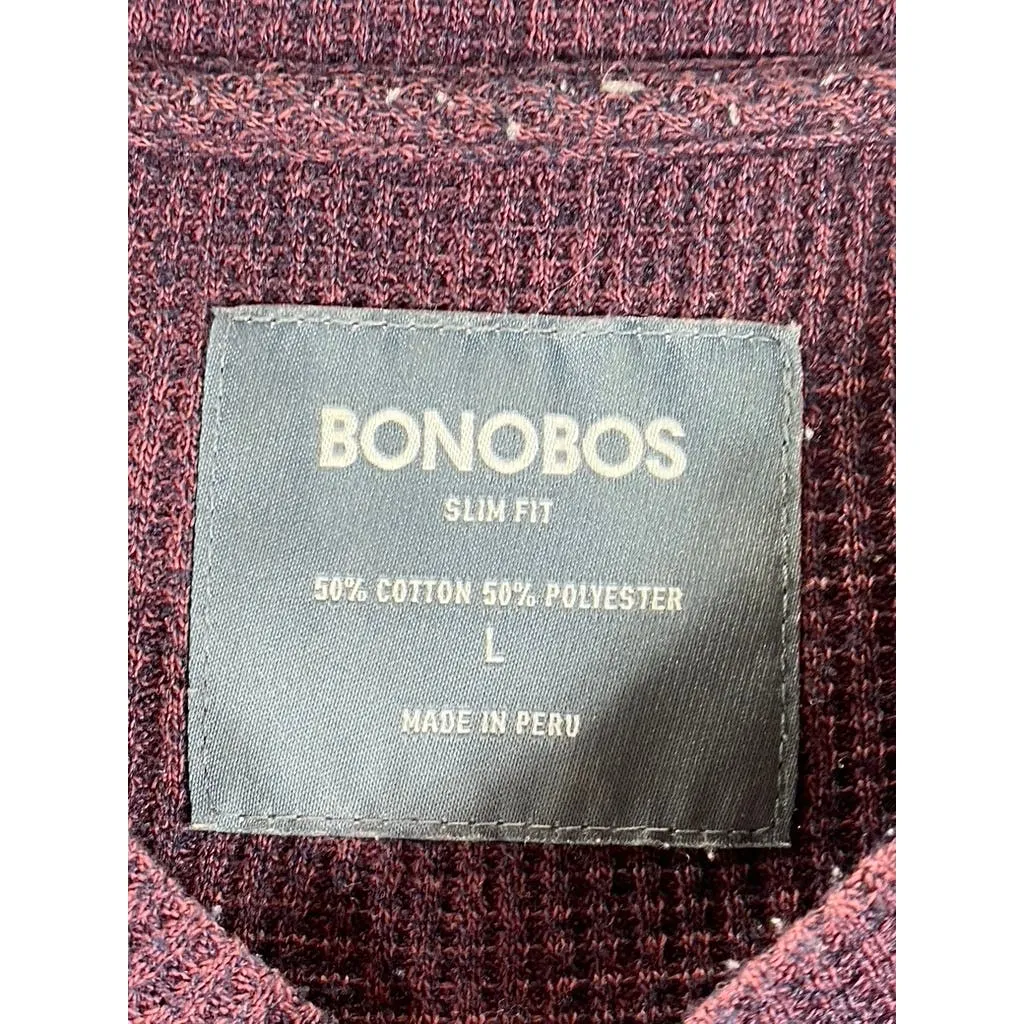 BONOBOS
SLIM FIT
50% COTTON 50% POLYESTER
L
MADE IN PERU